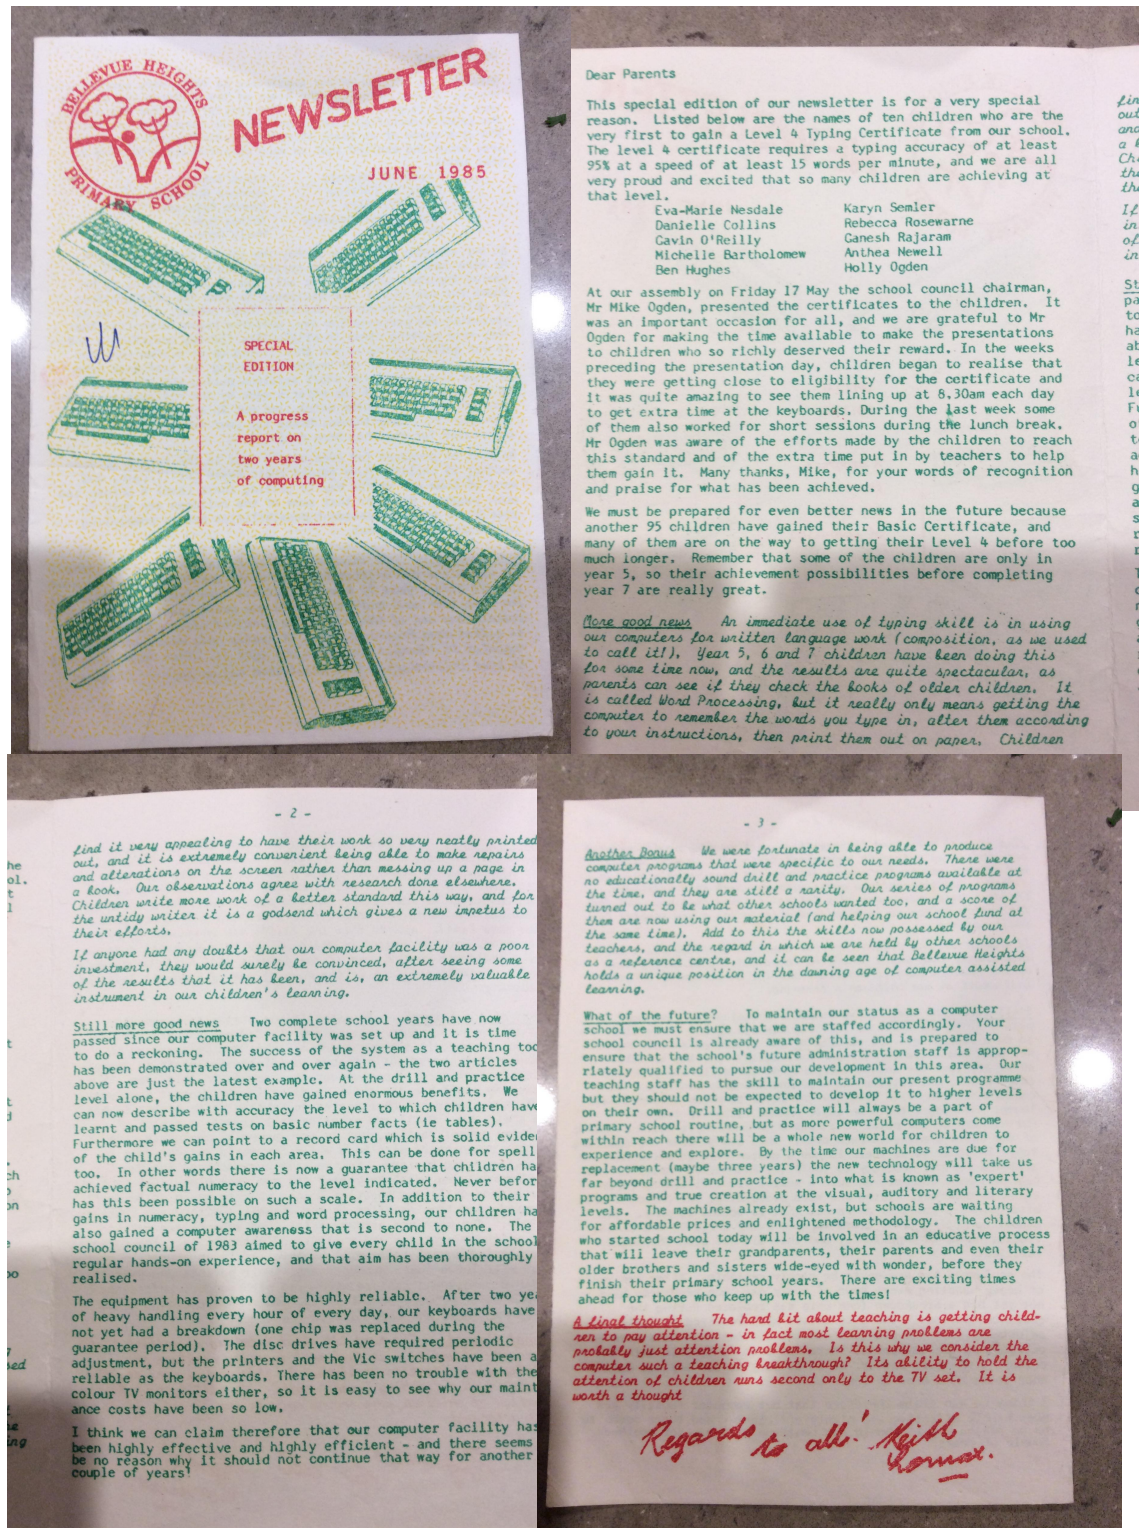 BELLEVUE HEIGHTS
PRIMARY SCHOOL
NEWSLETTER
JUNE 1985
SPECIAL
EDITION
A progress
report on
two years
of computing
Dear Parents
This special edition of our newsletter is for a very special
reason. Listed below are the names of ten children who are the
very first to gain a Level 4 Typing Certificate from our school.
The level 4 certificate requires a typing accuracy of at least
95% at a speed of at least 15 words per minute, and we are all
very proud and excited that so many children are achieving at
that level.
Eva-Marie Nesdale Karyn Semler
Danielle Collins Rebecca Rosewarne
Gavin O'Reilly Ganesh Rajaram
Michelle Bartholomew Anthea Newell
Ben Hughes Holly Ogden
At our assembly on Friday 17 May the school council chairman,
Mr Mike Ogden, presented the certificates to the children. It
was an important occasion for all, and we are grateful to Mr
Ogden for making the time available to make the presentations
to children who so richly deserved their reward. In the weeks
preceding the presentation day, children began to realise that
they were getting close to eligibility for the certificate and
it was quite amazing to see them lining up at 8.30am each day
to get extra time at the keyboards. During the last week some
of them also worked for short sessions during the lunch break.
Mr Ogden was aware of the efforts made by the children to reach
this standard and of the extra time put in by teachers to help
them gain it. Many thanks, Mike, for your words of recognition
and praise for what has been achieved.
We must be prepared for even better news in the future because
another 95 children have gained their Basic Certificate, and
many of them are on the way to getting their Level 4 before too
much longer. Remember that some of the children are only in
year 5, so their achievement possibilities before completing
year 7 are really great.
More good news An immediate use of typing skill is in using
our computers for written language work (composition, as we used
to call it!). Year 5, 6 and 7 children have been doing this
for some time now, and the results are quite spectacular, as
parents can see if they check the books of older children. It
is called Word Processing, but it really only means getting the
computer to remember the words you type in, alter them according
to your instructions, then print them out on paper. Children
- 2 -
find it very appealing to have their work so very neatly printed
out, and it is extremely convenient being able to make repairs
and alterations on the screen rather than messing up a page in
a book. Our observations agree with research done elsewhere.
Children write more work of a better standard this way, and for
the untidy writer it is a godsend which gives a new impetus to
their efforts.
If anyone had any doubts that our computer facility was a poor
investment, they would surely be convinced, after seeing some
of the results that it has been, and is, an extremely valuable
instrument in our children's learning.
Still more good news Two complete school years have now
passed since our computer facility was set up and it is time
to do a reckoning. The success of the system as a teaching too
has been demonstrated over and over again - the two articles
above are just the latest example. At the drill and practice
level alone, the children have gained enormous benefits. We
can now describe with accuracy the level to which children have
learnt and passed tests on basic number facts (ie tables).
Furthermore we can point to a record card which is solid evide
of the child's gains in each area. This can be done for spell
too. In other words there is now a guarantee that children ha
achieved factual numeracy to the level indicated. Never befor
has this been possible on such a scale. In addition to their
gains in numeracy, typing and word processing, our children ha
also gained a computer awareness that is second to none. The
school council of 1983 aimed to give every child in the school
regular hands-on experience, and that aim has been thoroughly
realised.
The equipment has proven to be highly reliable. After two yea
of heavy handling every hour of every day, our keyboards have
not yet had a breakdown (one chip was replaced during the
guarantee period). The disc drives have required periodic
adjustment, but the printers and the Vic switches have been a
reliable as the keyboards. There has been no trouble with the
colour TV monitors either, so it is easy to see why our maint
ance costs have been so low.
I think we can claim therefore that our computer facility has
been highly effective and highly efficient - and there seems
be no reason why it should not continue that way for another
couple of years!
- 3 -
Another Bonus We were fortunate in being able to produce
computer programs that were specific to our needs. There were
no educationally sound drill and practice programs available at
the time, and they are still a rarity. Our series of programs
turned out to be what other schools wanted too, and a score of
them are now using our material (and helping our school fund at
the same time). Add to this the skills now possessed by our
teachers, and the regard in which we are held by other schools
as a reference centre, and it can be seen that Bellevue Heights
holds a unique position in the dawning age of computer assisted
learning.
What of the future? To maintain our status as a computer
school we must ensure that we are staffed accordingly. Your
school council is already aware of this, and is prepared to
ensure that the school's future administration staff is approp-
riately qualified to pursue our development in this area. Our
teaching staff has the skill to maintain our present programme
but they should not be expected to develop it to higher levels
on their own. Drill and practice will always be a part of
primary school routine, but as more powerful computers come
within reach there will be a whole new world for children to
experience and explore. By the time our machines are due for
replacement (maybe three years) the new technology will take us
far beyond drill and practice - into what is known as 'expert'
programs and true creation at the visual, auditory and literary
levels. The machines already exist, but schools are waiting
for affordable prices and enlightened methodology. The children
who started school today will be involved in an educative process
that will leave their grandparents, their parents and even their
older brothers and sisters wide-eyed with wonder, before they
finish their primary school years. There are exciting times
ahead for those who keep up with the times!
A final thought The hard bit about teaching is getting child-
ren to pay attention - in fact most learning problems are
probably just attention problems. Is this why we consider the
computer such a teaching breakthrough? Its ability to hold the
attention of children runs second only to the TV set. It is
worth a thought
Regards to all! Keith
Lomax.